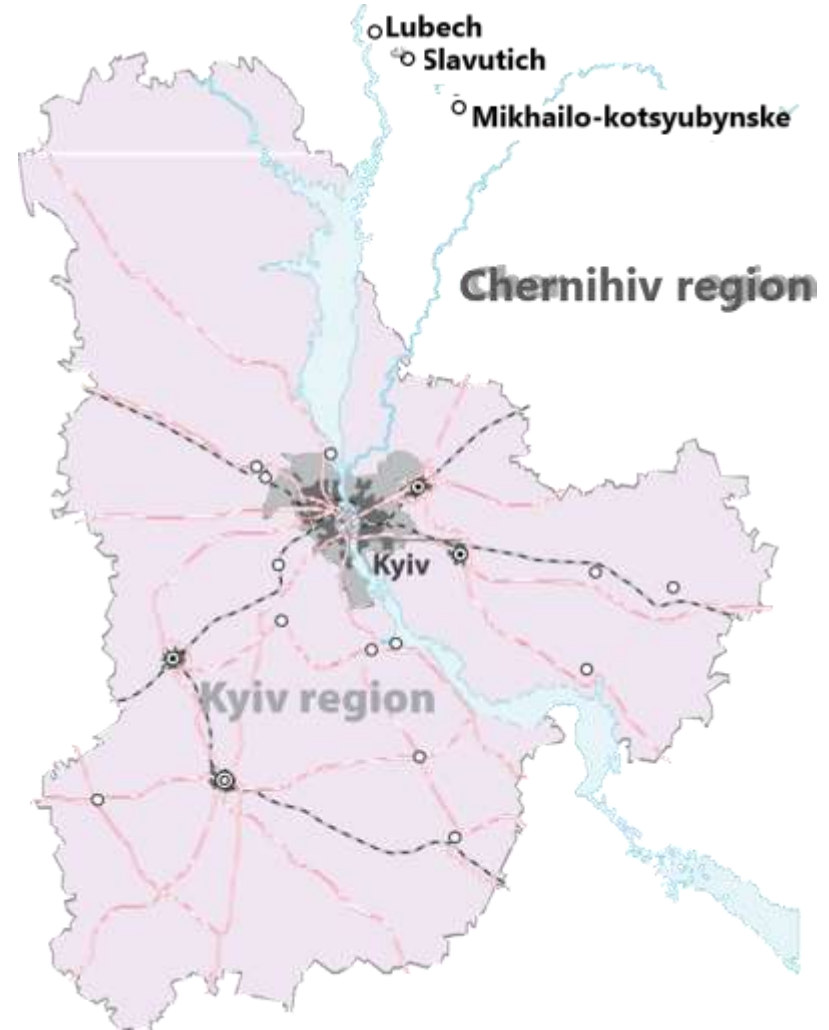 Lubech
Slavutich
Mikhailo-kotsyubynske
Chernihiv region
Kyiv
Kyiv region